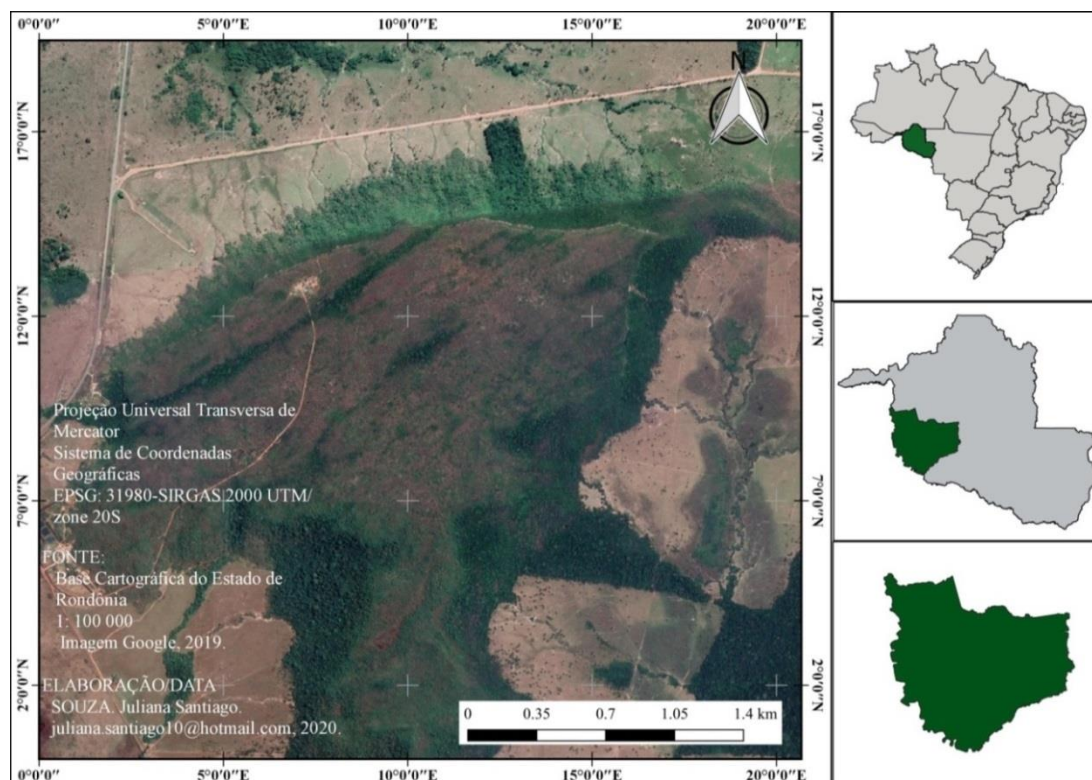 0°0'0"
5°0'0"E
10°0'0"E
15°0'0"E
20°0'0"E
N
17°0'0"N
17°0'0"N
12°0'0"N
12°0'0"N
7°0'0"N
7°0'0"N
2°0'0"N
2°0'0"N
Projeção Universal Transversa de
Mercator
Sistema de Coordenadas
Geográficas
EPSG: 31980-SIRGAS 2000 UTM/
zone 20S
FONTE:
Base Cartográfica do Estado de
Rondônia
1: 100 000
Imagem Google, 2019.
ELABORAÇÃO/DATA
SOUZA. Juliana Santiago.
juliana.santiago10@hotmail.com, 2020.
0 0.35 0.7 1.05 1.4 km
0°0'0"
5°0'0"E
10°0'0"E
15°0'0"E
20°0'0"E